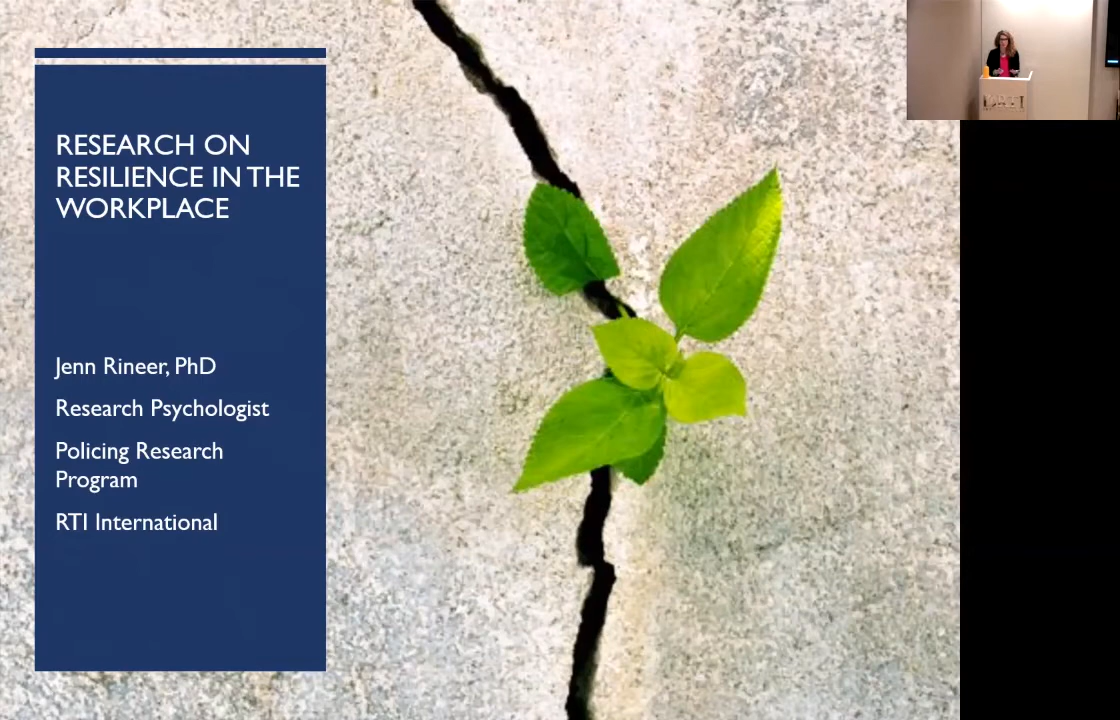 RESEARCH ON
RESILIENCE IN THE
WORKPLACE
Jenn Rineer, PhD
Research Psychologist
Policing Research
Program
RTI International